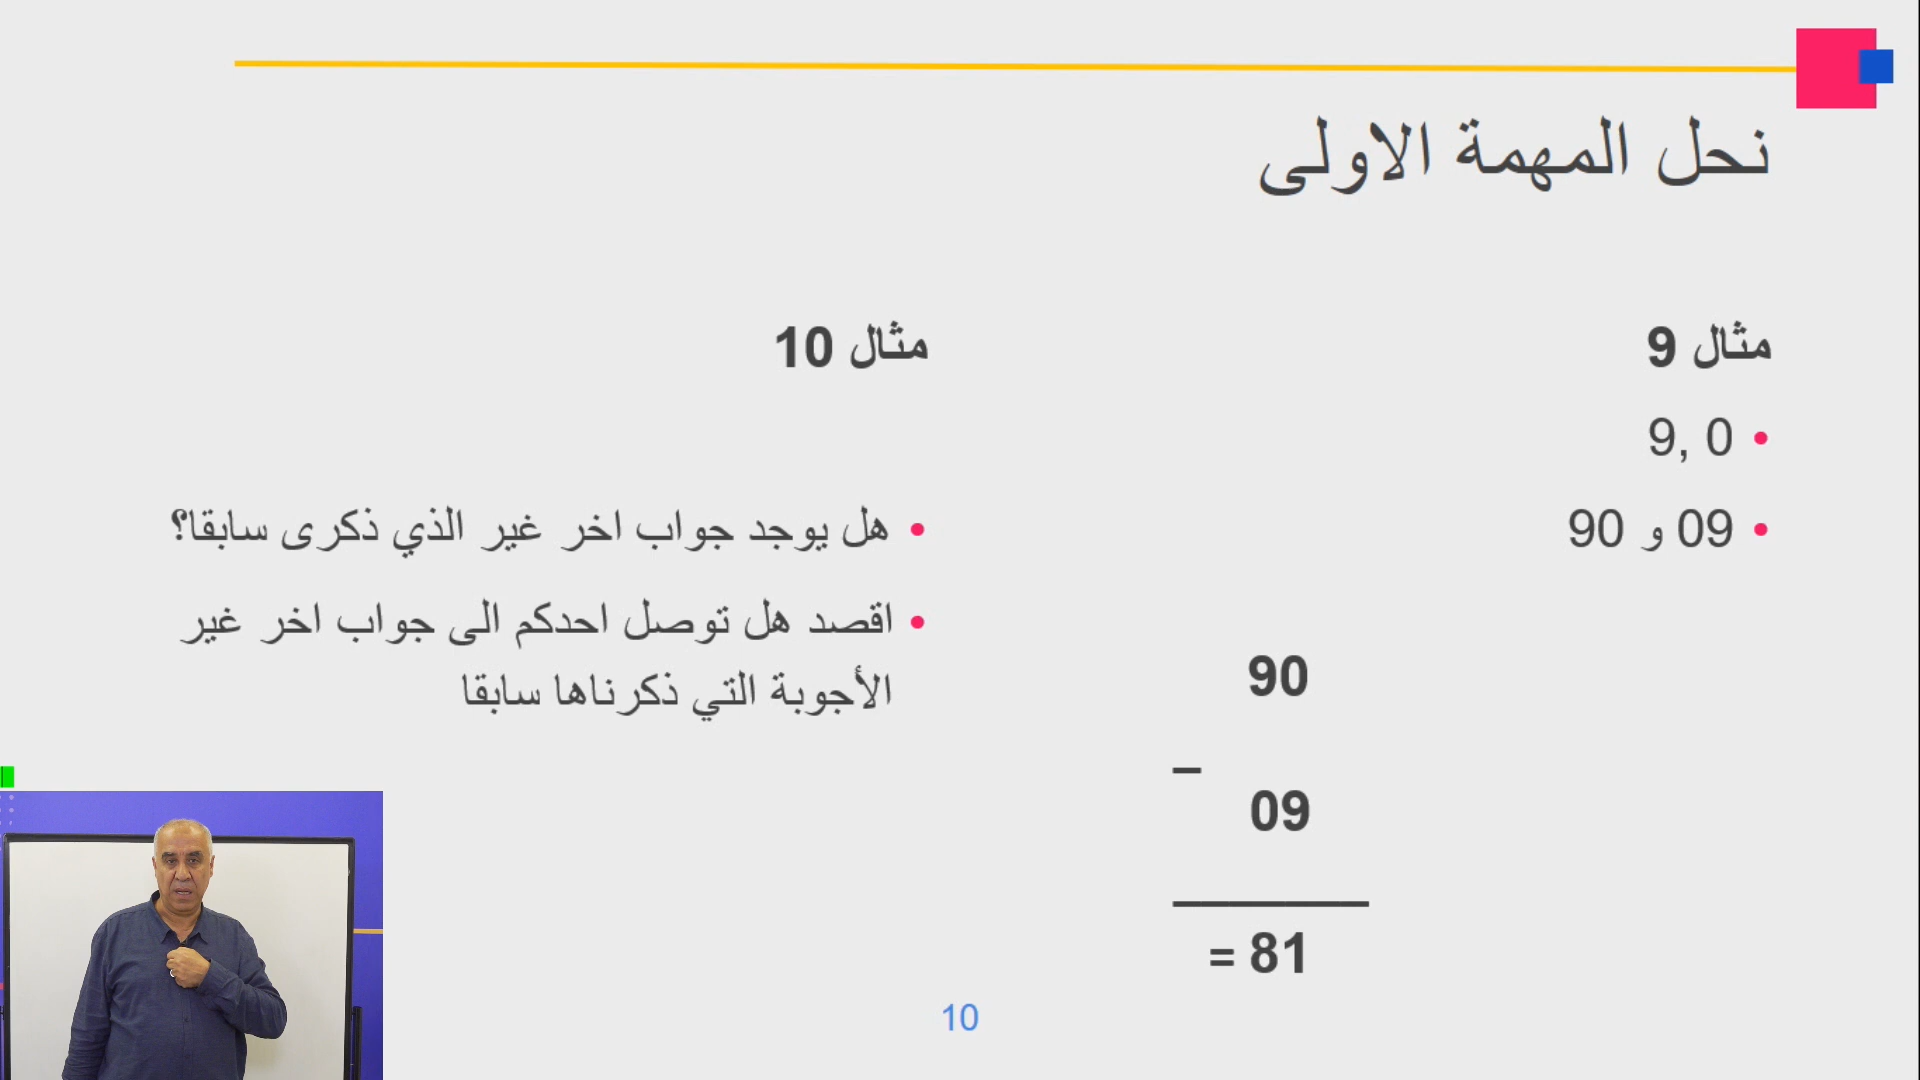 نحل المهمة الاولى
مثال 9
9, 0
09 و 90
90
–
09
= 81
مثال 10
هل يوجد جواب اخر غير الذي ذكرى سابقا؟
اقصد هل توصل احدكم الى جواب اخر غير
الأجوبة التي ذكرناها سابقا
10